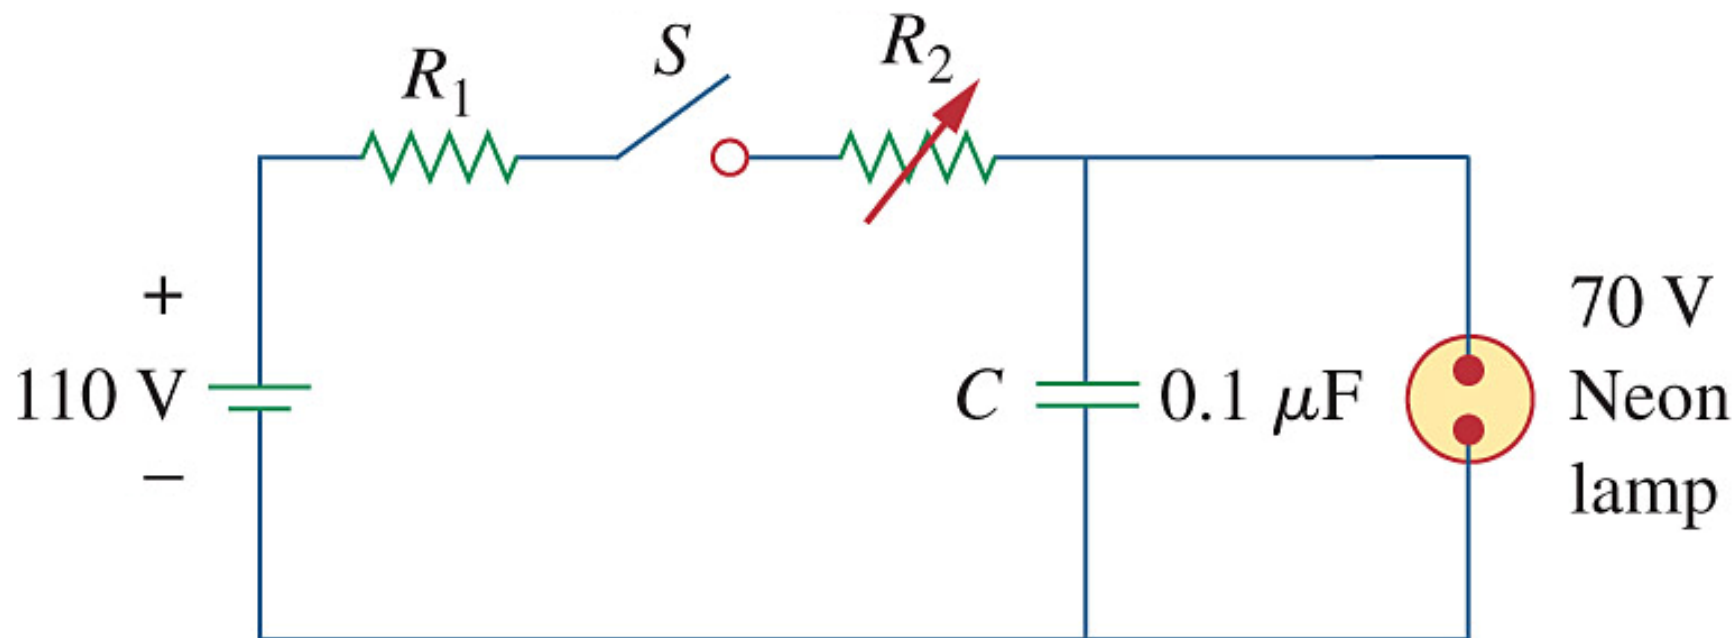 R₁
S
R₂
+
110 V
−
C
0.1 μF
70 V
Neon
lamp